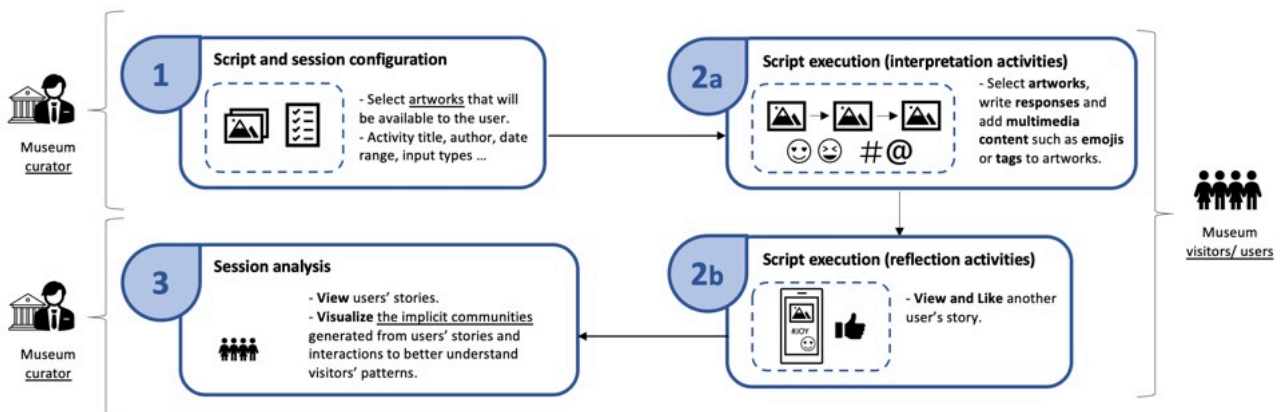 Museum
curator
1
Script and session configuration
- Select artworks that will
be available to the user.
- Activity title, author, date
range, input types ...
2a
Script execution (interpretation activities)
#@
- Select artworks,
write responses and
add multimedia
content such as emojis
or tags to artworks.
Museum
visitors/ users
2b
Script execution (reflection activities)
#JOY
- View and Like another
user's story.
Museum
curator
3
Session analysis
- View users' stories.
- Visualize the implicit communities
generated from users' stories and
interactions to better understand
visitors' patterns.